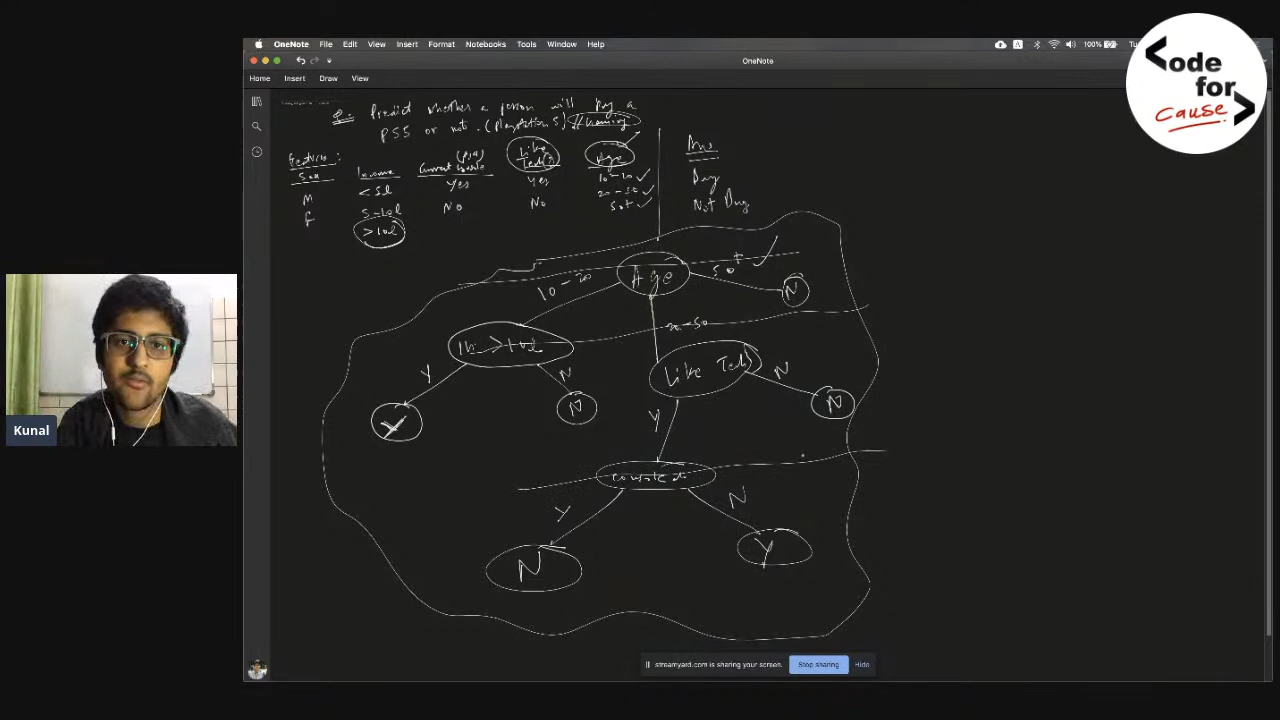 OneNote File Edit View Insert Format Notebooks Tools Window Help
100%
OneNote
Home Insert Draw View
<ode
for
cause >
Q:- Predict whether a person will buy a
PS5 or not. (PlayStation 5) # Gaming
Features:
Sex Income Current Console (PS4) Like Tech(?) Age
M < 5L Yes Yes 10-20 ✓
F 5-10L No No 20-50 ✓
> 10L 50+ ✓
Ans
Buy
Not Buy
Age
10-20
50+ ✓
N
20-50
In > 10L
Like Tech
Y
N
Y
N
Y
N
N
console
Y
N
N
Y
Kunal
streamyard.com is sharing your screen. Stop sharing Hide